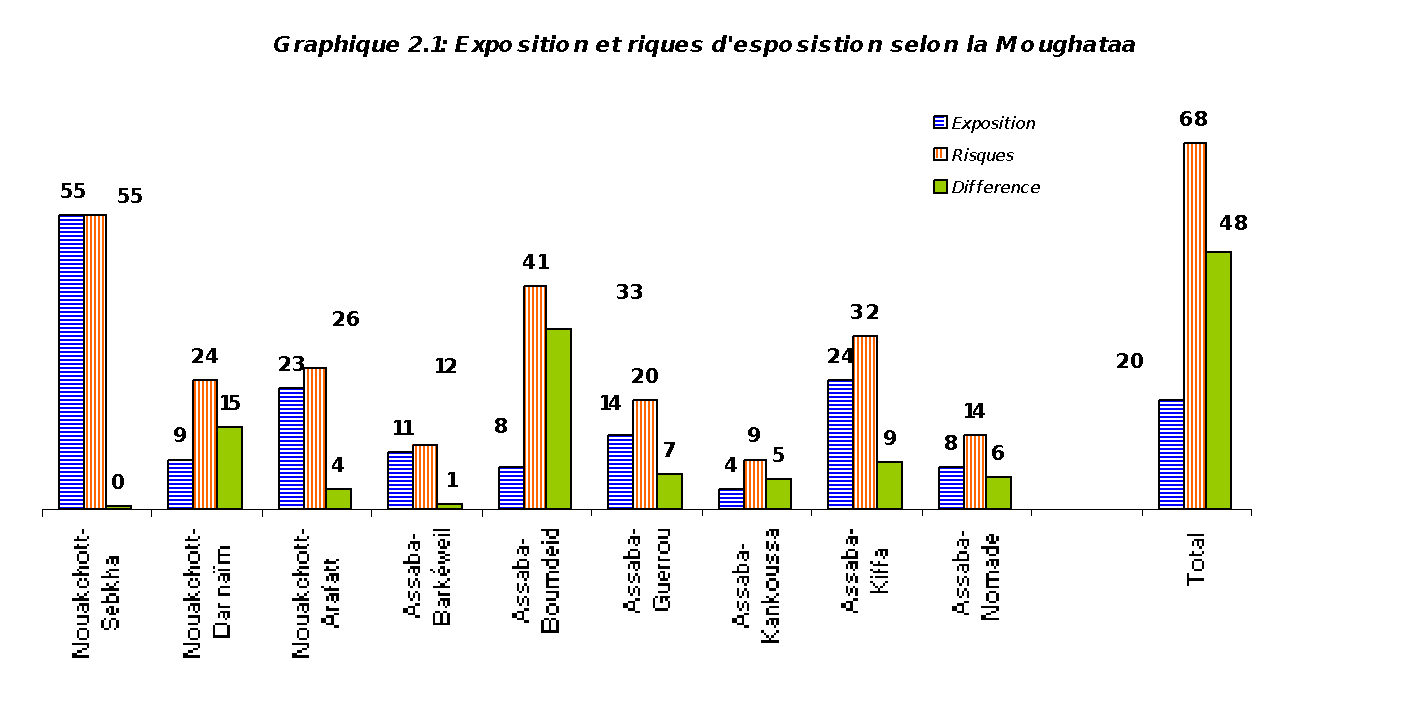 Graphique 2.1: Exposition et riques d'esposistion selon la Moughataa
Exposition
Risques
Difference
55
55
0
9
24
15
23
26
4
11
12
1
8
41
33
14
20
7
4
9
5
24
32
9
8
14
6
20
68
48
Nouakchott-
Sebkha
Nouakchott-
Dar naïm
Nouakchott-
Arafatt
Assaba-
Barkéweil
Assaba-
Boumdeid
Assaba-
Guerrou
Assaba-
Kankoussa
Assaba-
Kiffa
Assaba-
Nomade
Total